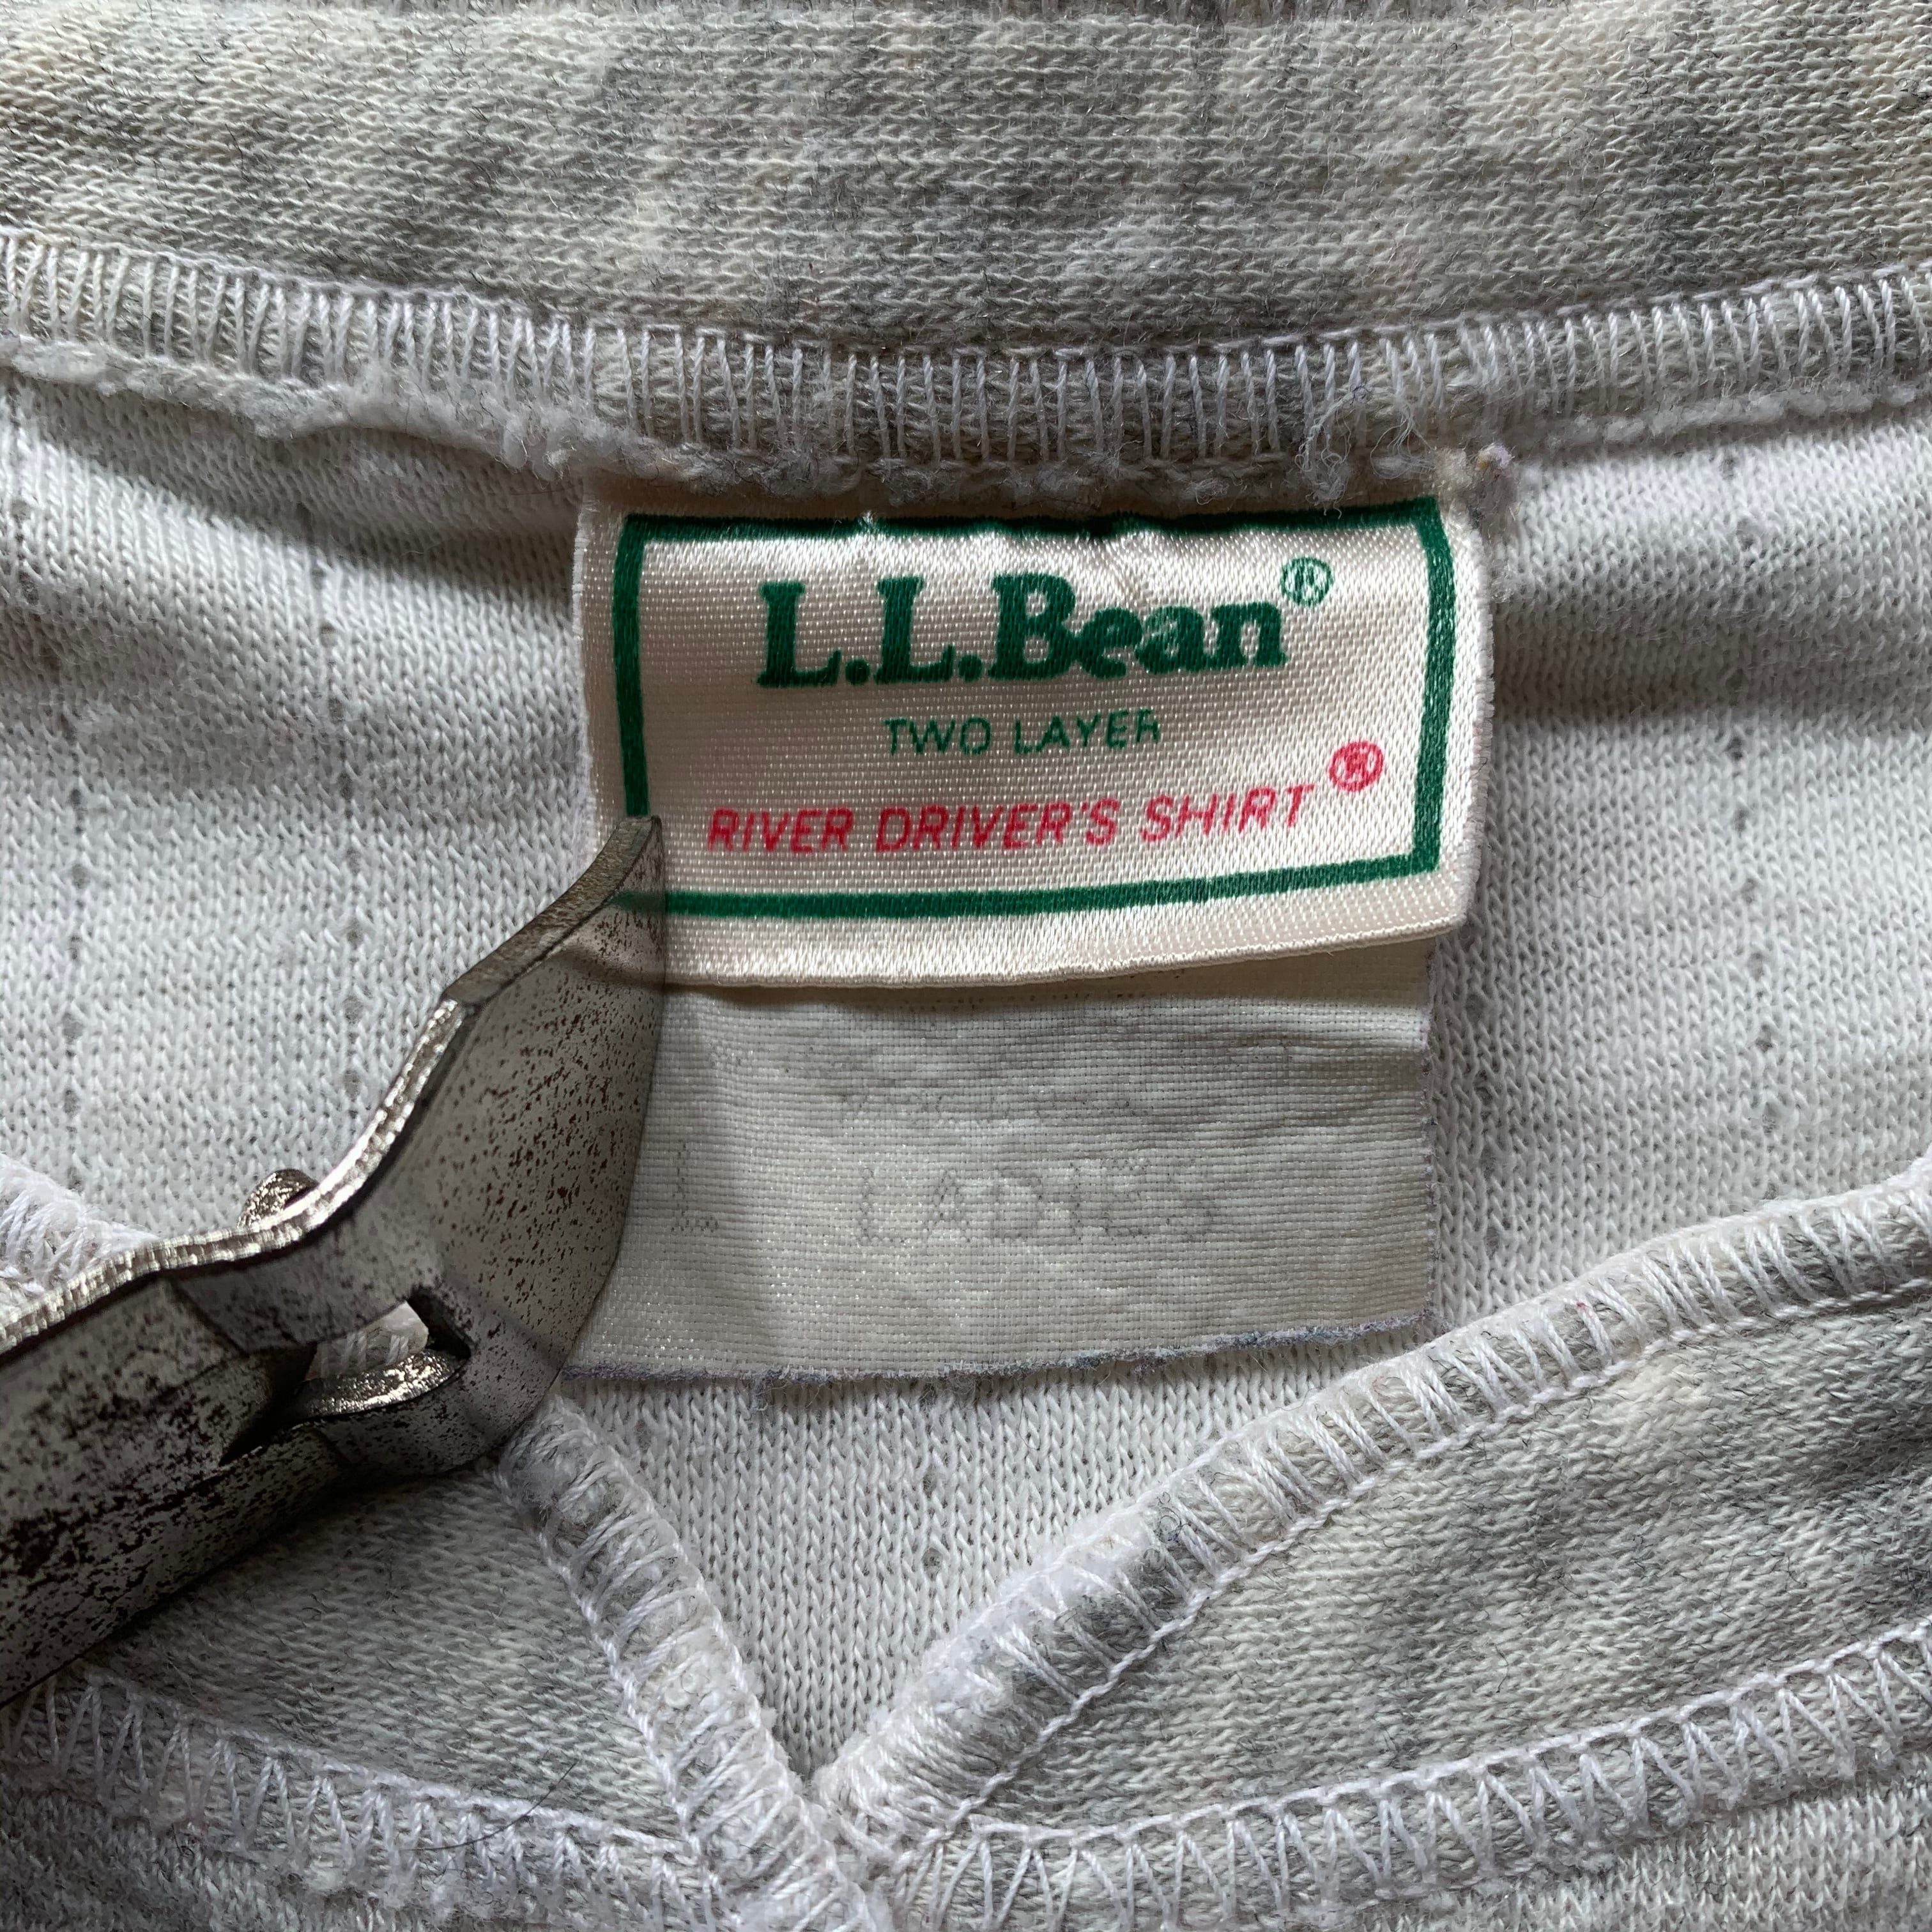 L.L.Bean®
TWO LAYER
RIVER DRIVER'S SHIRT®